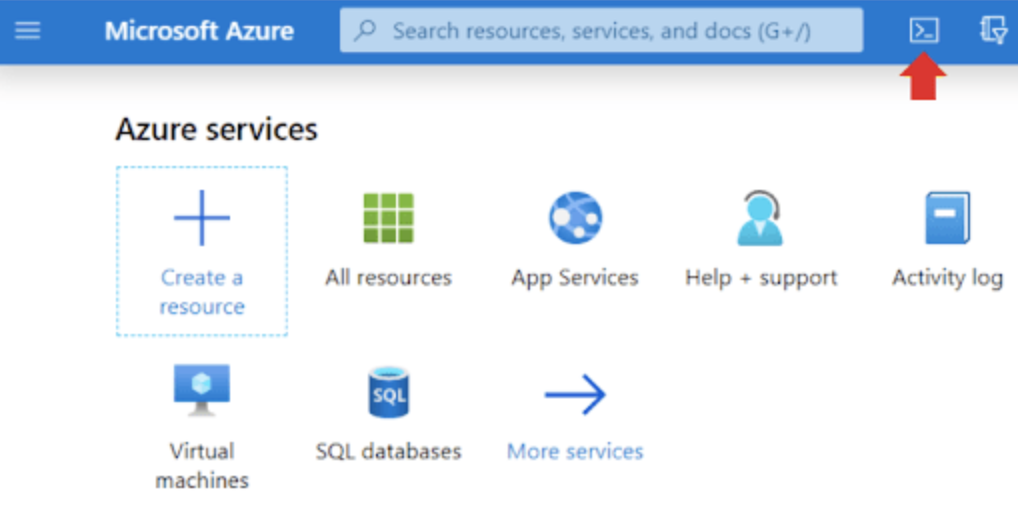 Microsoft Azure
Search resources, services, and docs (G+/)
Azure services
Create a
resource
All resources
App Services
Help + support
Activity log
SQL
Virtual
machines
SQL databases
More services